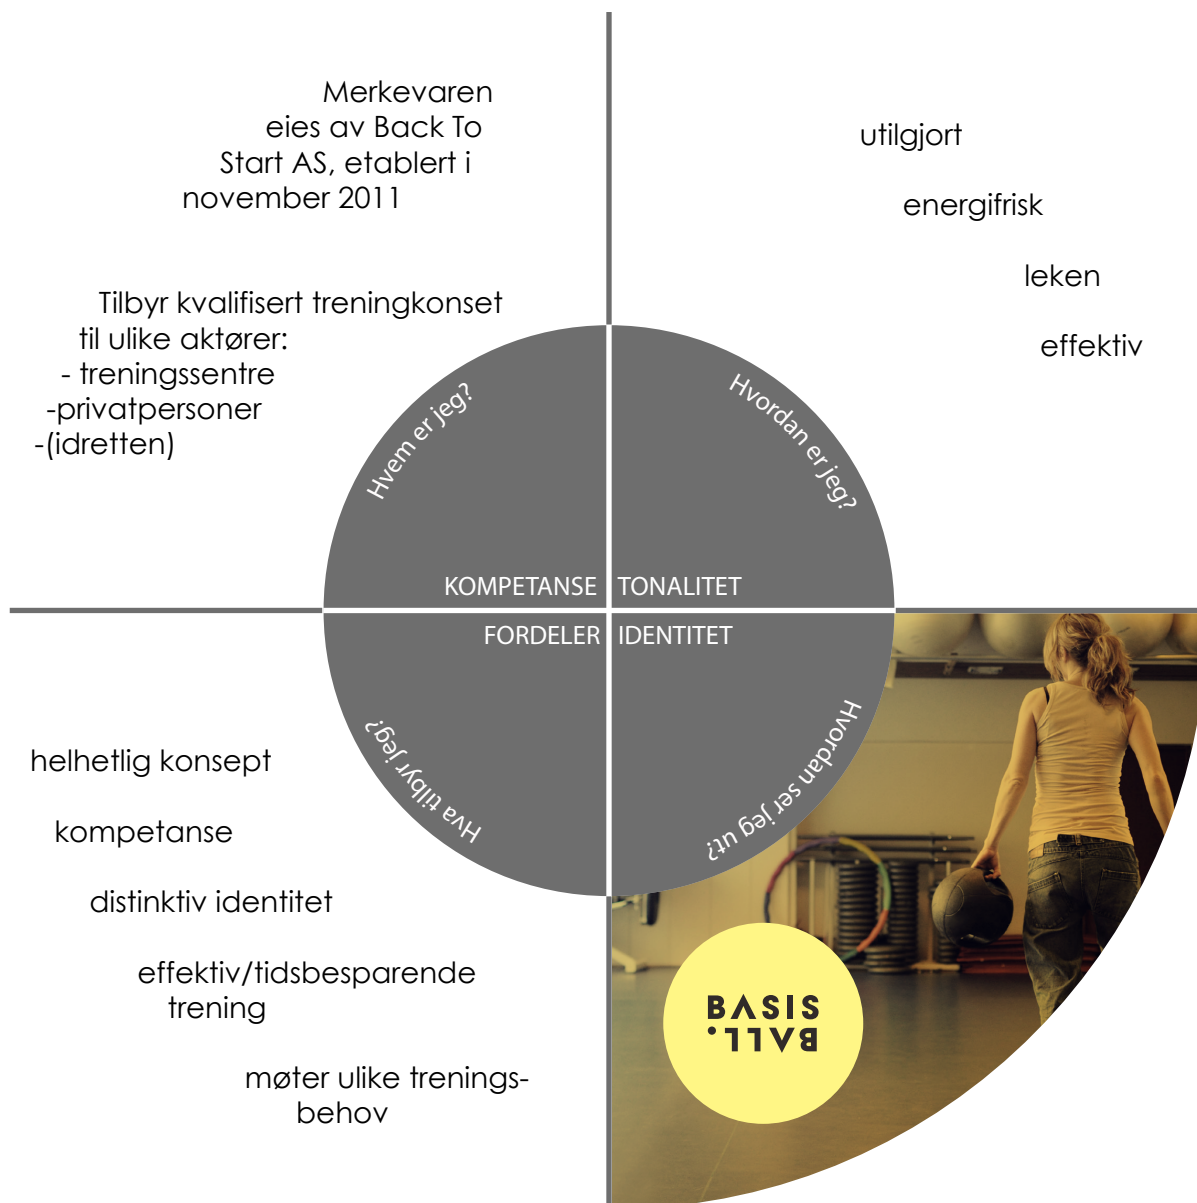 Merkevaren
eies av Back To
Start AS, etablert i
november 2011
Tilbyr kvalifisert treningkonset
til ulike aktører:
- treningssentre
-privatpersoner
-(idretten)
Hvem er jeg?
KOMPETANSE
utilgjort
energifrisk
leken
effektiv
Hvordan er jeg?
TONALITET
FORDELER
Hva tilbyr jeg?
helhetlig konsept
kompetanse
distinktiv identitet
effektiv/tidsbesparende
trening
møter ulike trenings-
behov
IDENTITET
Hvordan ser jeg ut?
BASIS
BALL.